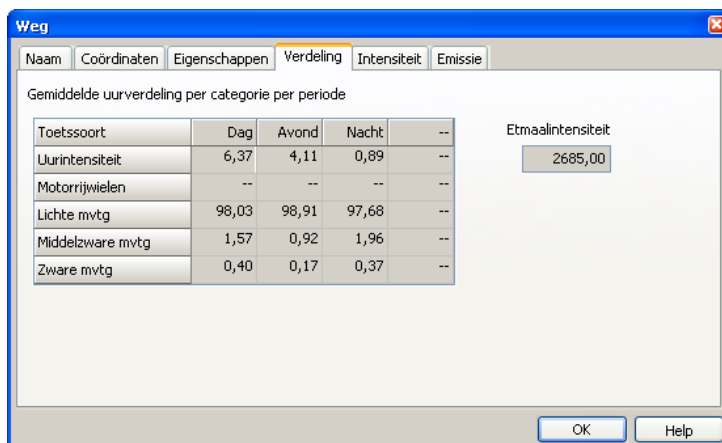 Weg
Naam Coördinaten Eigenschappen Verdeling Intensiteit Emissie
Gemiddelde uurverdeling per categorie per periode
Toetssoort Dag Avond Nacht -- Etmaalintensiteit
Uurintensiteit 6,37 4,11 0,89 -- 2685,00
Motorrijwielen -- -- -- --
Lichte mvtg 98,03 98,91 97,68 --
Middelzware mvtg 1,57 0,92 1,96 --
Zware mvtg 0,40 0,17 0,37 --
OK Help